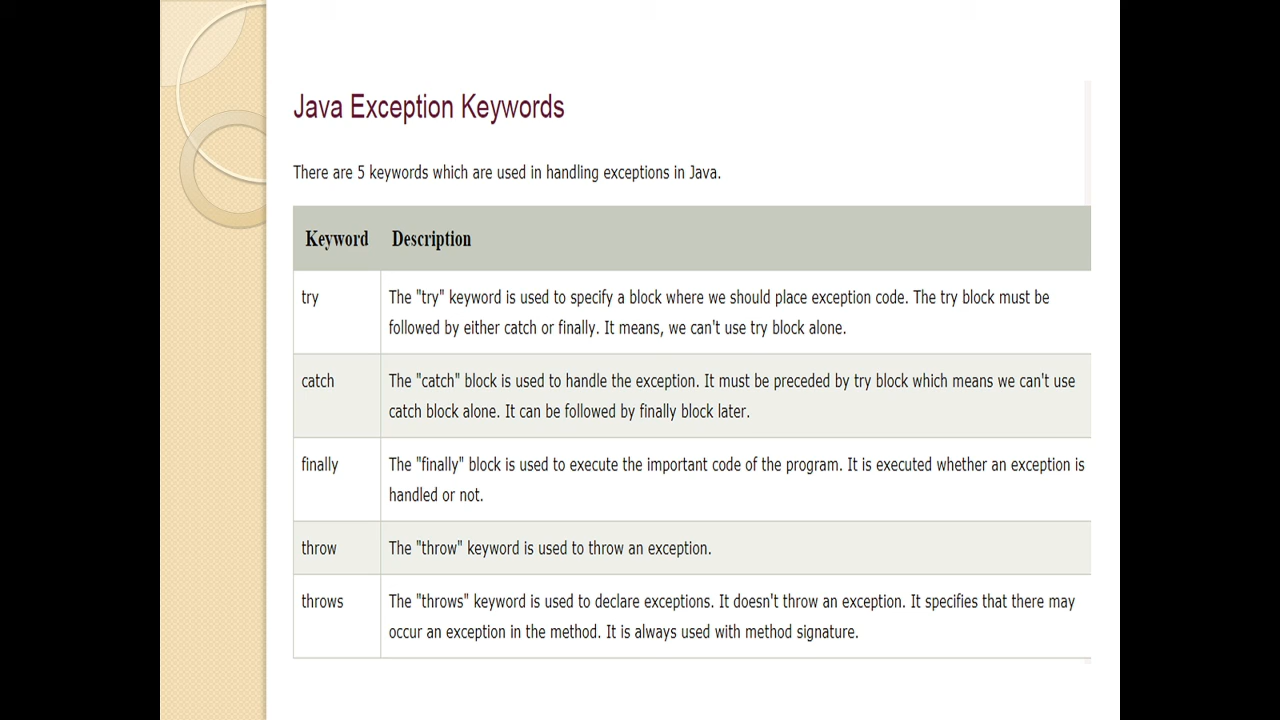 Java Exception Keywords
There are 5 keywords which are used in handling exceptions in Java.
Keyword Description
try The "try" keyword is used to specify a block where we should place exception code. The try block must be
followed by either catch or finally. It means, we can't use try block alone.
catch The "catch" block is used to handle the exception. It must be preceded by try block which means we can't use
catch block alone. It can be followed by finally block later.
finally The "finally" block is used to execute the important code of the program. It is executed whether an exception is
handled or not.
throw The "throw" keyword is used to throw an exception.
throws The "throws" keyword is used to declare exceptions. It doesn't throw an exception. It specifies that there may
occur an exception in the method. It is always used with method signature.